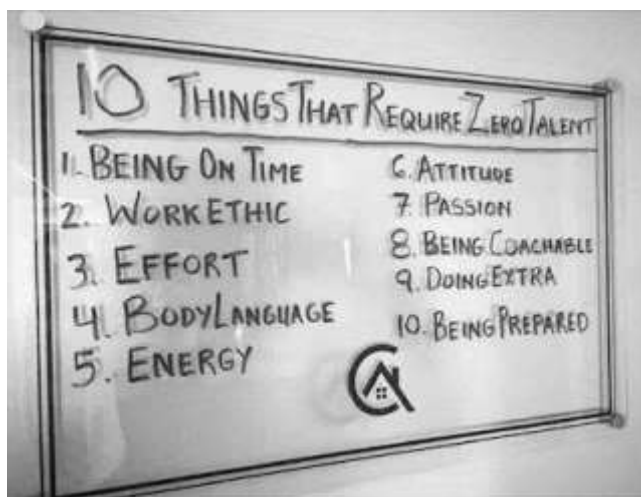 10 THINGS THAT REQUIRE ZERO TALENT
1. BEING ON TIME
2. WORK ETHIC
3. EFFORT
4. BODY LANGUAGE
5. ENERGY
6. ATTITUDE
7. PASSION
8. BEING COACHABLE
9. DOING EXTRA
10. BEING PREPARED